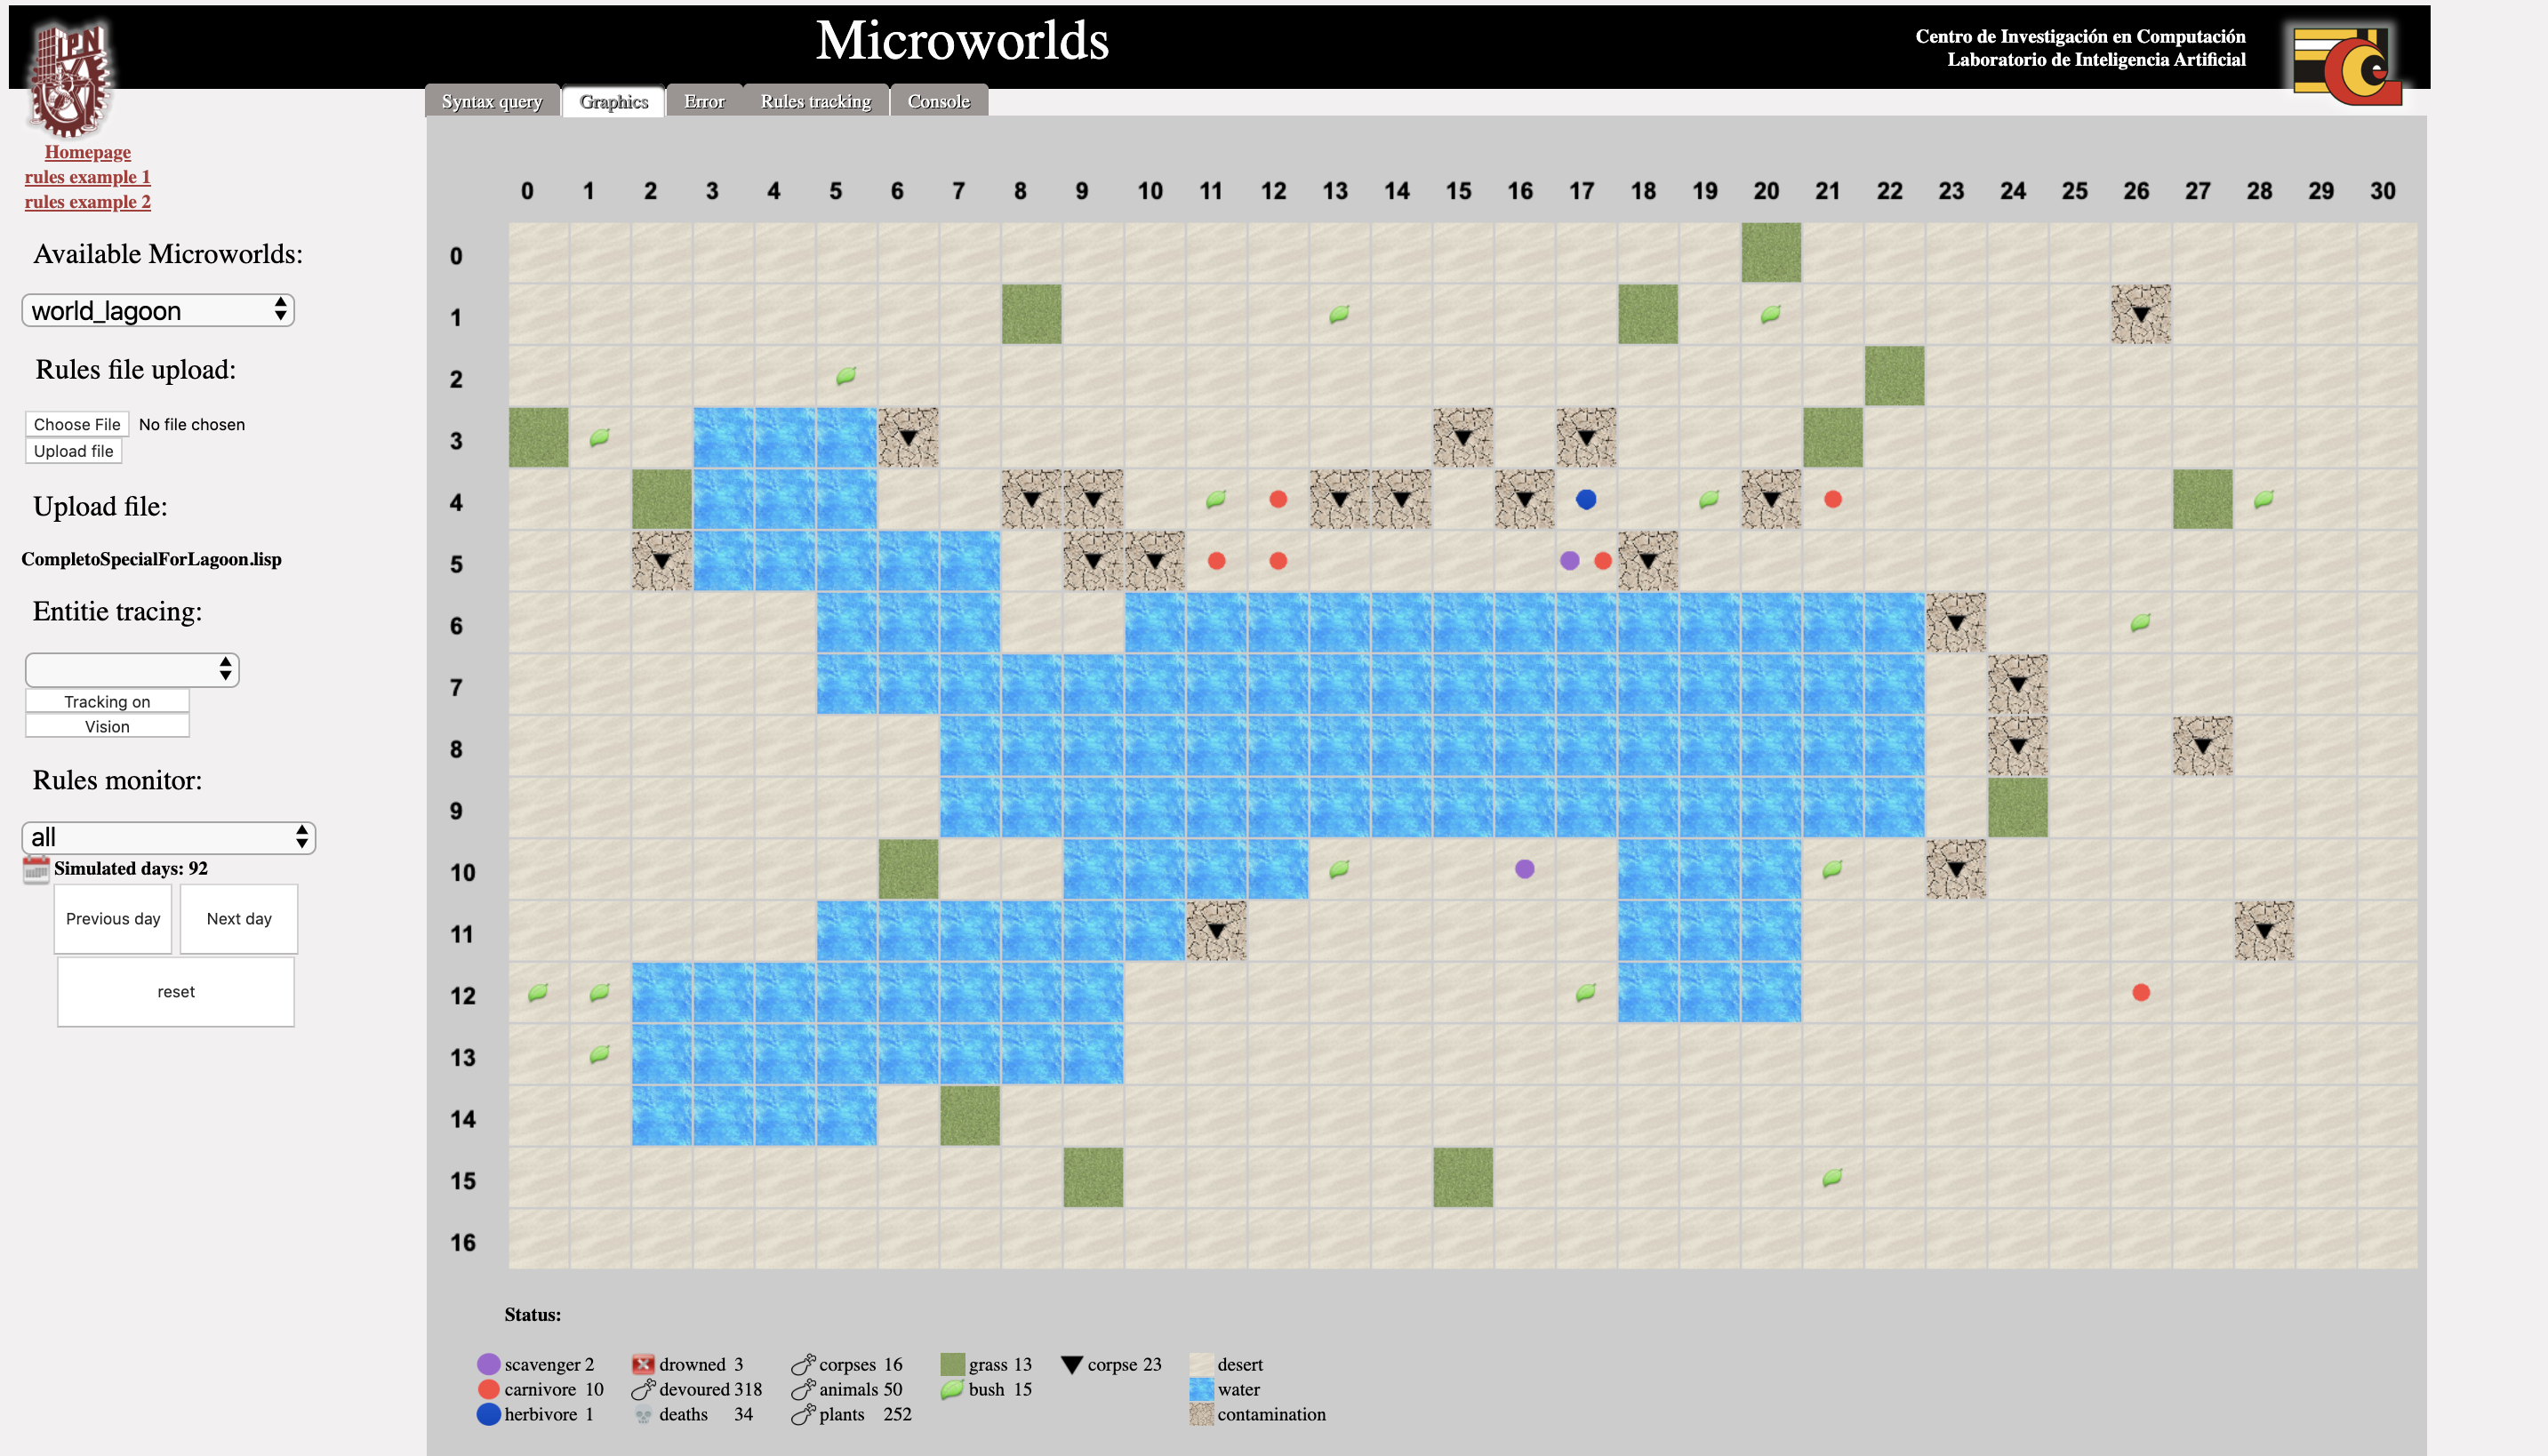 Microworlds
Centro de Investigación en Computación
Laboratorio de Inteligencia Artificial
IPN
Syntax query Graphics Error Rules tracking Console
Homepage
rules example 1
rules example 2
Available Microworlds:
world_lagoon
Rules file upload:
Choose File No file chosen
Upload file
Upload file:
CompletoSpecialForLagoon.lisp
Entitie tracing:
Tracking on
Vision
Rules monitor:
all
Simulated days: 92
Previous day Next day
reset
0 1 2 3 4 5 6 7 8 9 10 11 12 13 14 15 16 17 18 19 20 21 22 23 24 25 26 27 28 29 30
0
1
2
3
4
5
6
7
8
9
10
11
12
13
14
15
16
Status:
scavenger 2 drowned 3 corpses 16 grass 13 corpse 23 desert
carnivore 10 devoured 318 animals 50 bush 15 water
herbivore 1 deaths 34 plants 252 contamination